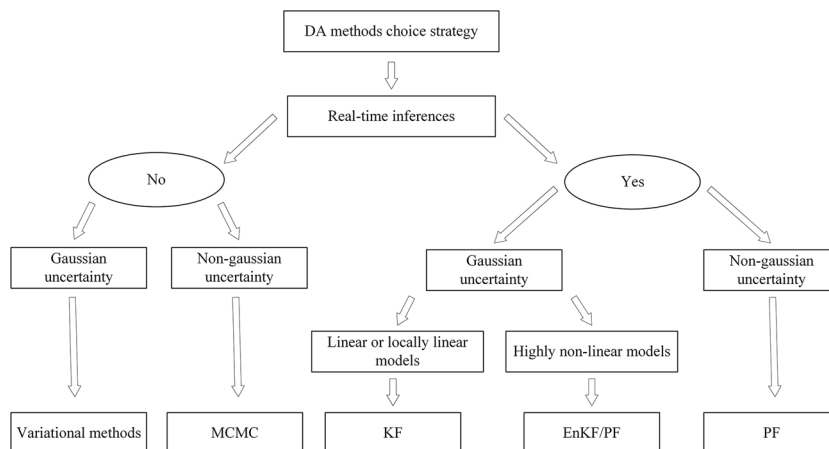 DA methods choice strategy
Real-time inferences
No
Yes
Gaussian
uncertainty
Non-gaussian
uncertainty
Gaussian
uncertainty
Non-gaussian
uncertainty
Linear or locally linear
models
Highly non-linear models
Variational methods
MCMC
KF
EnKF/PF
PF